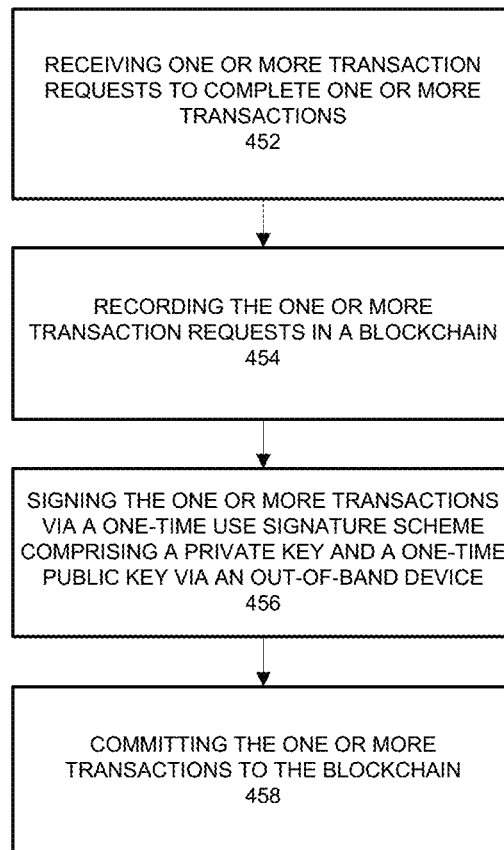 RECEIVING ONE OR MORE TRANSACTION
REQUESTS TO COMPLETE ONE OR MORE
TRANSACTIONS
452
RECORDING THE ONE OR MORE
TRANSACTION REQUESTS IN A BLOCKCHAIN
454
SIGNING THE ONE OR MORE TRANSACTIONS
VIA A ONE-TIME USE SIGNATURE SCHEME
COMPRISING A PRIVATE KEY AND A ONE-TIME
PUBLIC KEY VIA AN OUT-OF-BAND DEVICE
456
COMMITTING THE ONE OR MORE
TRANSACTIONS TO THE BLOCKCHAIN
458